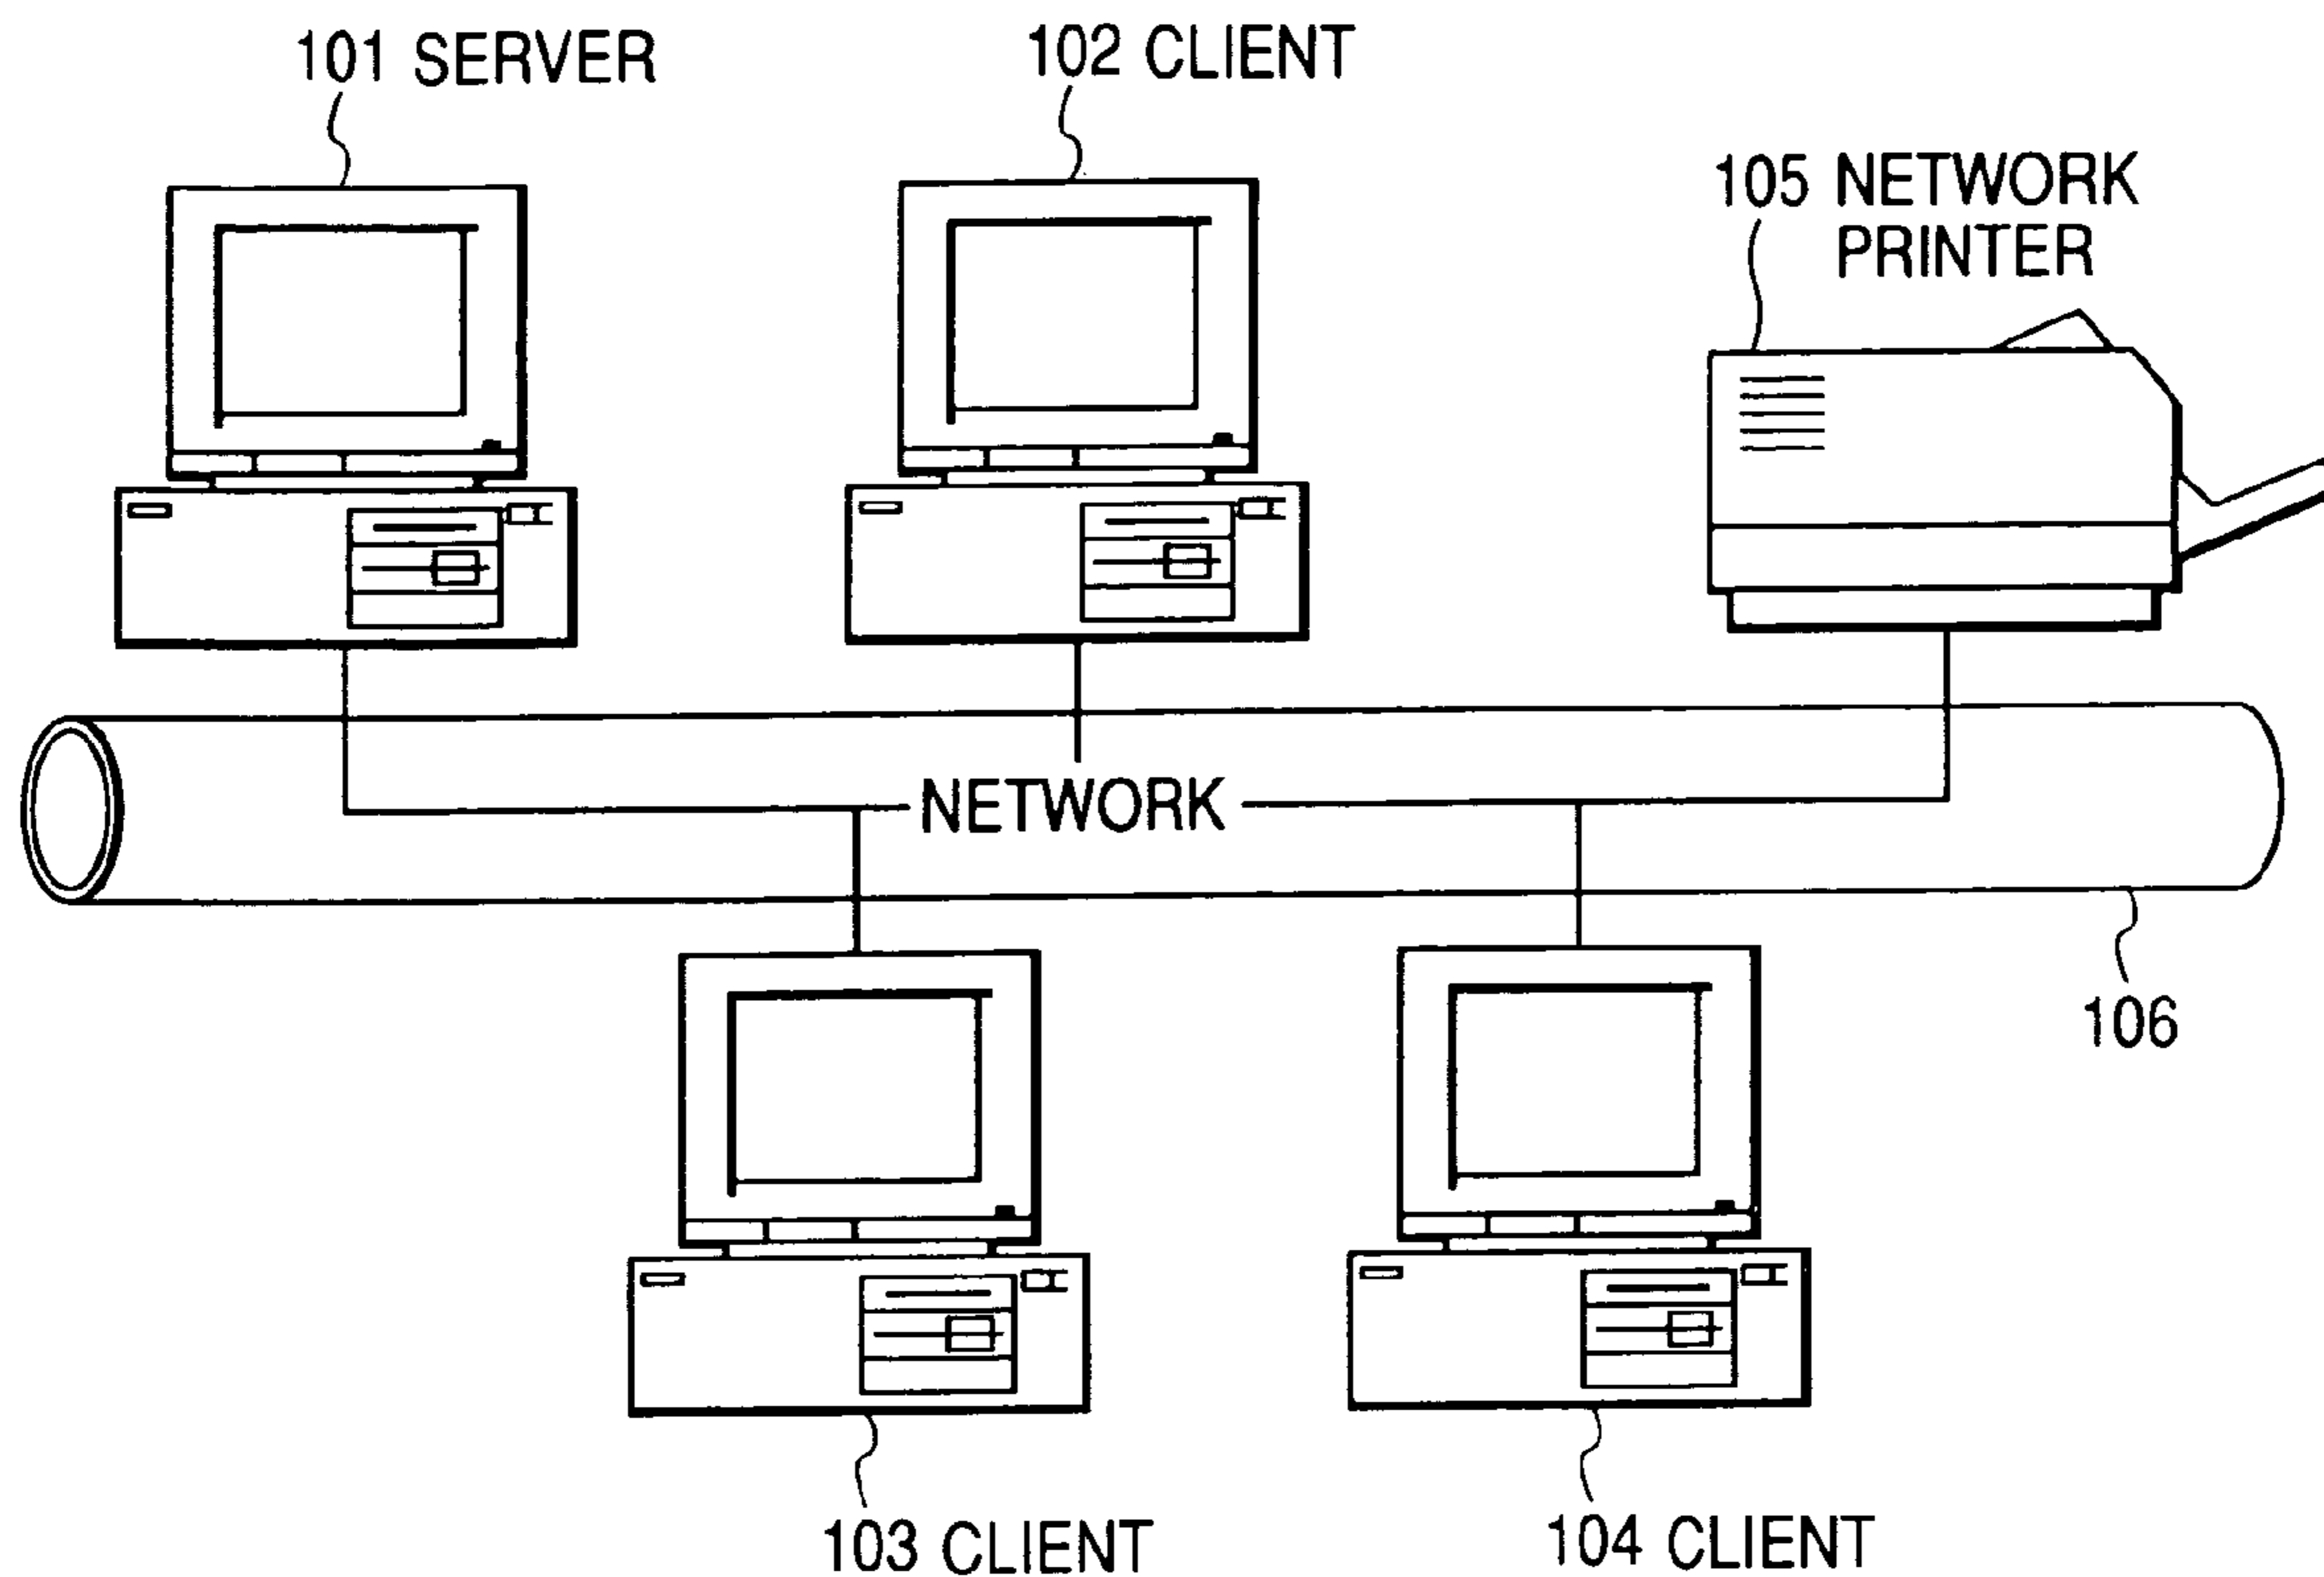 101 SERVER
102 CLIENT
105 NETWORK
PRINTER
NETWORK
106
103 CLIENT
104 CLIENT